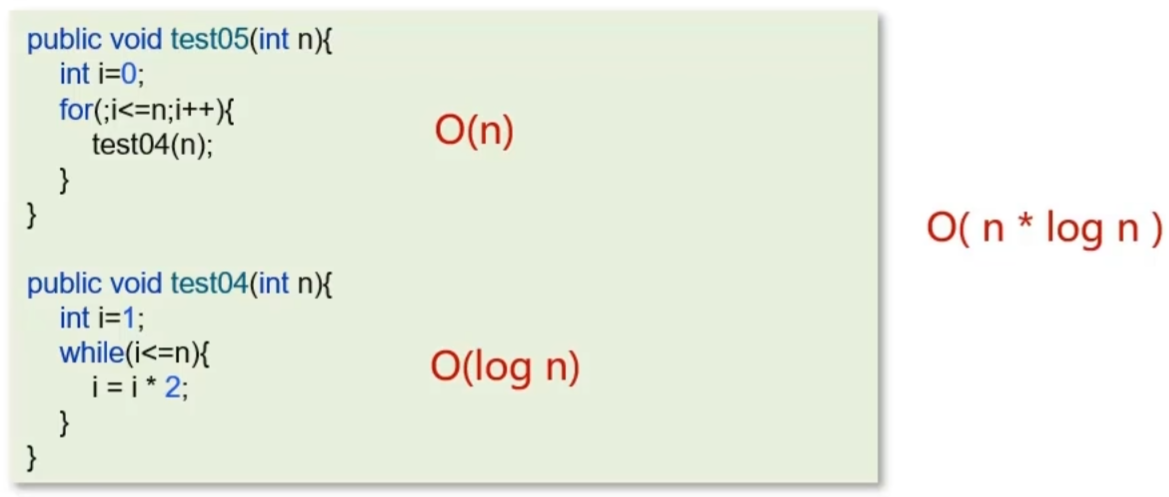 public void test05(int n){
int i=0;
for(;i<=n;i++){
test04(n);
}
}
O(n)
public void test04(int n){
int i=1;
while(i<=n){
i = i * 2;
}
}
O(log n)
O( n * log n )